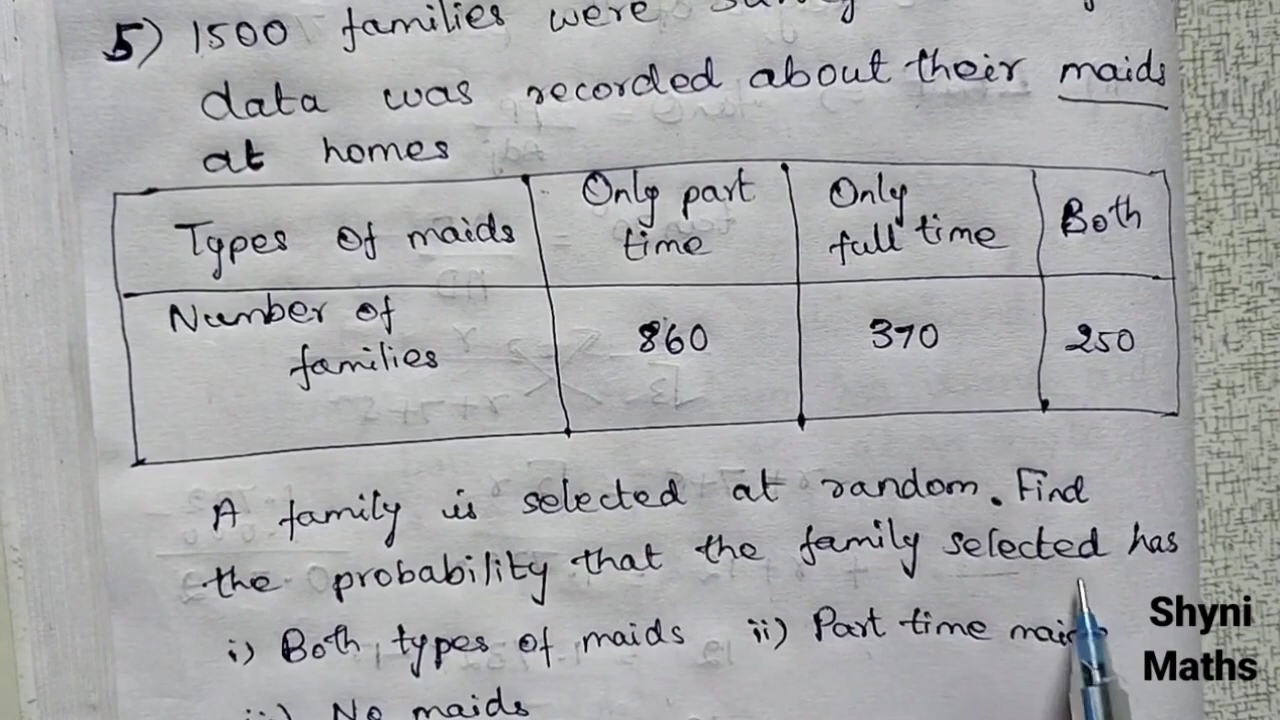 5) 1500 families were
data was recorded about their maids
at homes
Types of maids
Only part time
Only full time
Both
Number of families
860
370
250
A family is selected at random. Find
the probability that the family selected has
i) Both types of maids ii) Part time
No maids
Shyni
Maths